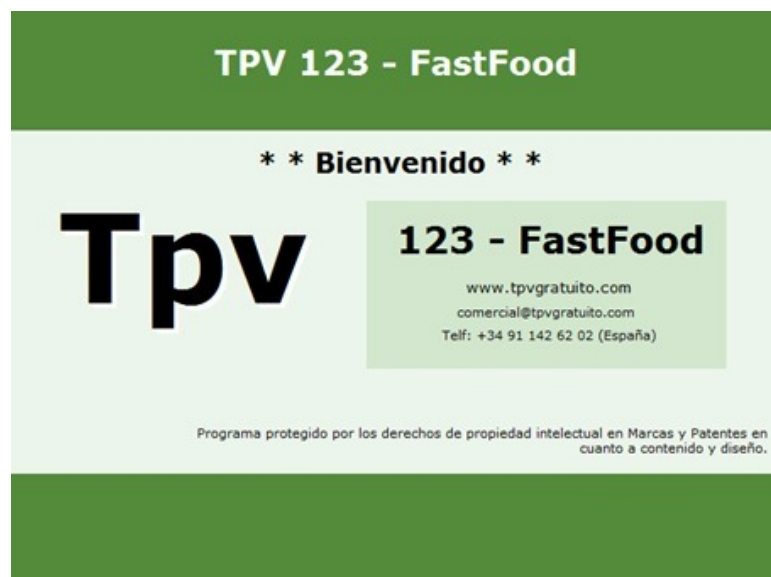 TPV 123 - FastFood
* * Bienvenido * *
Tpv
123 - FastFood
www.tpvgratuito.com
comercial@tpvgratuito.com
Telf: +34 91 142 62 02 (España)
Programa protegido por los derechos de propiedad intelectual en Marcas y Patentes en
cuanto a contenido y diseño.